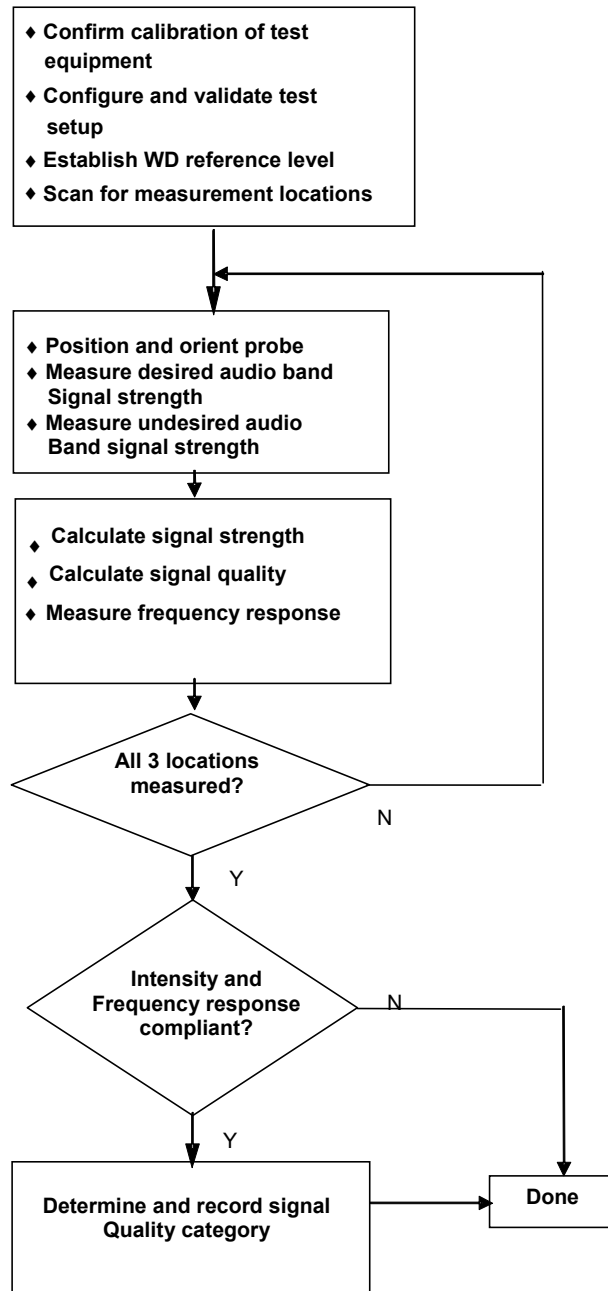 ♦ Confirm calibration of test
equipment
♦ Configure and validate test
setup
♦ Establish WD reference level
♦ Scan for measurement locations
♦ Position and orient probe
♦ Measure desired audio band
Signal strength
♦ Measure undesired audio
Band signal strength
♦ Calculate signal strength
♦ Calculate signal quality
♦ Measure frequency response
All 3 locations
measured?
N
Y
Intensity and
Frequency response
compliant?
N
Y
Determine and record signal
Quality category
Done